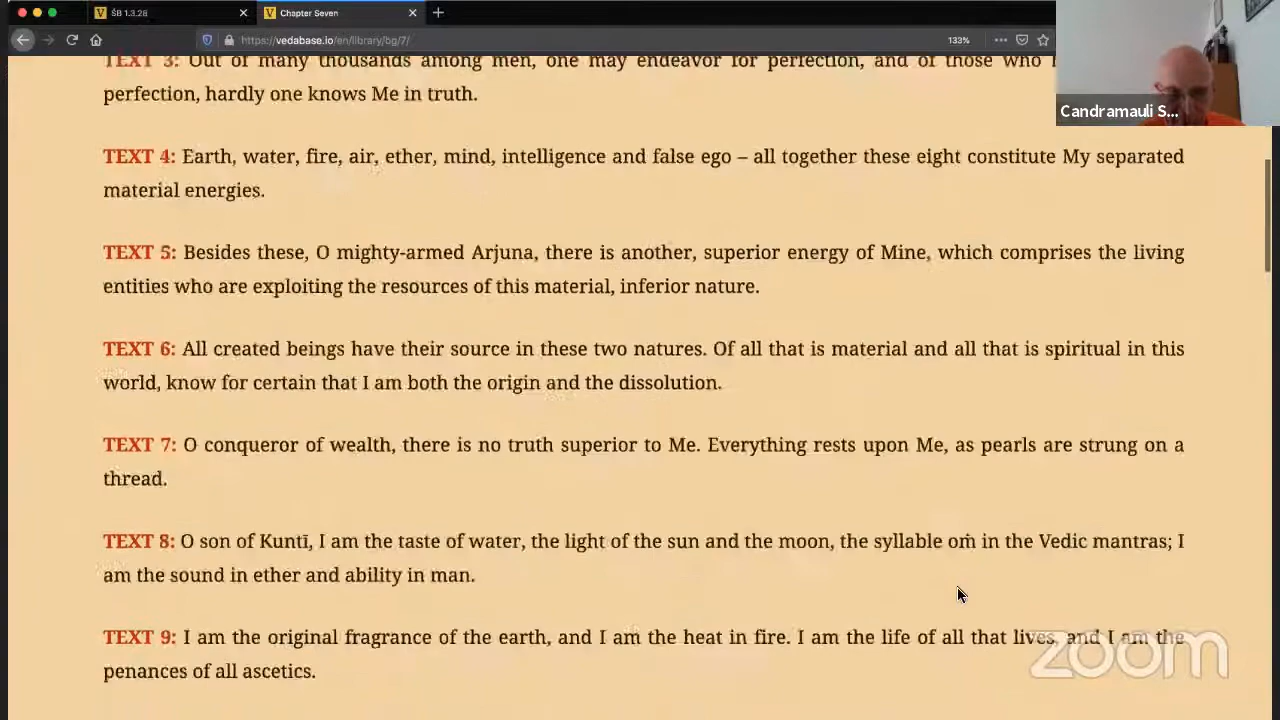 ŚB 1.3.28
Chapter Seven
https://vedabase.io/en/library/bg/7/
133%
Candramauli S...
TEXT 3: Out of many thousands among men, one may endeavor for perfection, and of those who
perfection, hardly one knows Me in truth.
TEXT 4: Earth, water, fire, air, ether, mind, intelligence and false ego – all together these eight constitute My separated
material energies.
TEXT 5: Besides these, O mighty-armed Arjuna, there is another, superior energy of Mine, which comprises the living
entities who are exploiting the resources of this material, inferior nature.
TEXT 6: All created beings have their source in these two natures. Of all that is material and all that is spiritual in this
world, know for certain that I am both the origin and the dissolution.
TEXT 7: O conqueror of wealth, there is no truth superior to Me. Everything rests upon Me, as pearls are strung on a
thread.
TEXT 8: O son of Kuntī, I am the taste of water, the light of the sun and the moon, the syllable oṁ in the Vedic mantras; I
am the sound in ether and ability in man.
TEXT 9: I am the original fragrance of the earth, and I am the heat in fire. I am the life of all that lives, and I am the
penances of all ascetics.
zoom